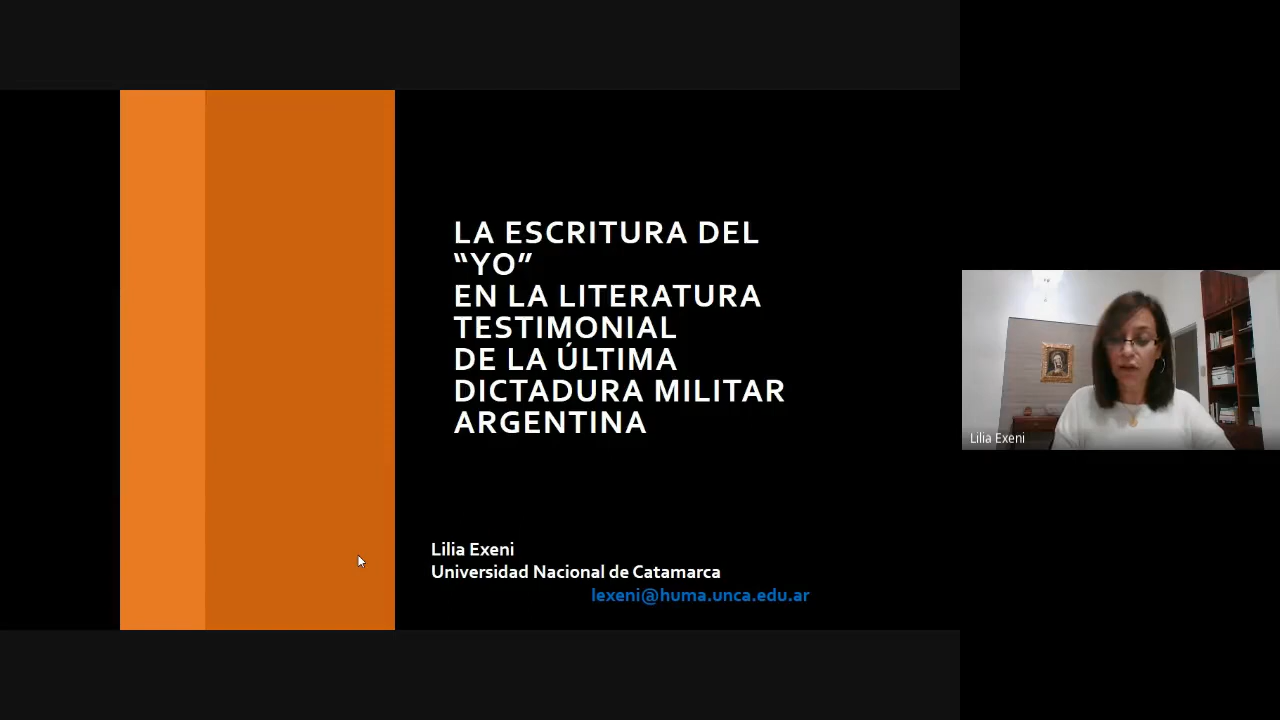 LA ESCRITURA DEL
“YO”
EN LA LITERATURA
TESTIMONIAL
DE LA ÚLTIMA
DICTADURA MILITAR
ARGENTINA
Lilia Exeni
Universidad Nacional de Catamarca
lexeni@huma.unca.edu.ar
Lilia Exeni